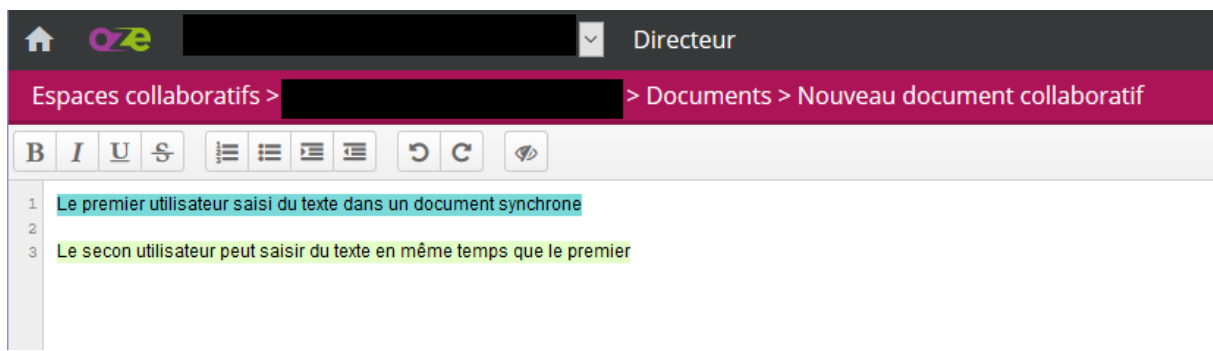 oze Directeur
Espaces collaboratifs > > Documents > Nouveau document collaboratif
B I U S
1 Le premier utilisateur saisi du texte dans un document synchrone
2
3 Le secon utilisateur peut saisir du texte en même temps que le premier